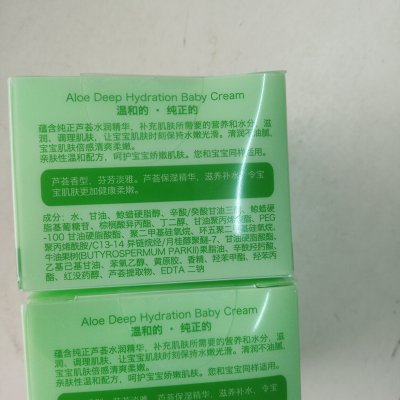 Aloe Deep Hydration Baby Cream
温和的 · 纯正的
蕴含纯正芦荟水润精华，补充肌肤所需要的营养和水分，滋
润、调理肌肤，让宝宝肌肤时刻保持水嫩光滑。清润不油腻，
宝宝肌肤倍感清爽柔嫩。
亲肤性温和配方，呵护宝宝娇嫩肌肤。您和宝宝同样适用。
芦荟香型，芬芳淡雅。芦荟保湿精华，滋养补水，令宝
宝肌肤更加健康柔嫩。
成分：水、甘油、鲸蜡硬脂醇、辛酸/癸酸甘油三酯、鲸蜡硬
脂基葡糖苷、棕榈酸异丙酯、丁二醇、甘油聚丙烯酸酯、PEG
-100 甘油硬脂酸酯、聚二甲基硅氧烷、环五聚二甲基硅氧烷、
聚丙烯酰胺/C13-14 异链烷烃/月桂醇聚醚-7、甘油硬脂酸酯、
牛油果树(BUTYROSPERMUM PARKII)果脂油、辛酰羟肟酸、
乙基己基甘油、苯氧乙醇、黄原胶、香精、羟苯甲酯、羟苯丙
酯、红没药醇、芦荟提取物、EDTA 二钠
Aloe Deep Hydration Baby Cream
温和的 · 纯正的
蕴含纯正芦荟水润精华，补充肌肤所需要的营养和水分，滋
润、调理肌肤，让宝宝肌肤时刻保持水嫩光滑。清润不油腻，
宝宝肌肤倍感清爽柔嫩。
亲肤性温和配方，呵护宝宝娇嫩肌肤。您和宝宝同样适用。
芦荟保湿精华，滋养补水，令宝